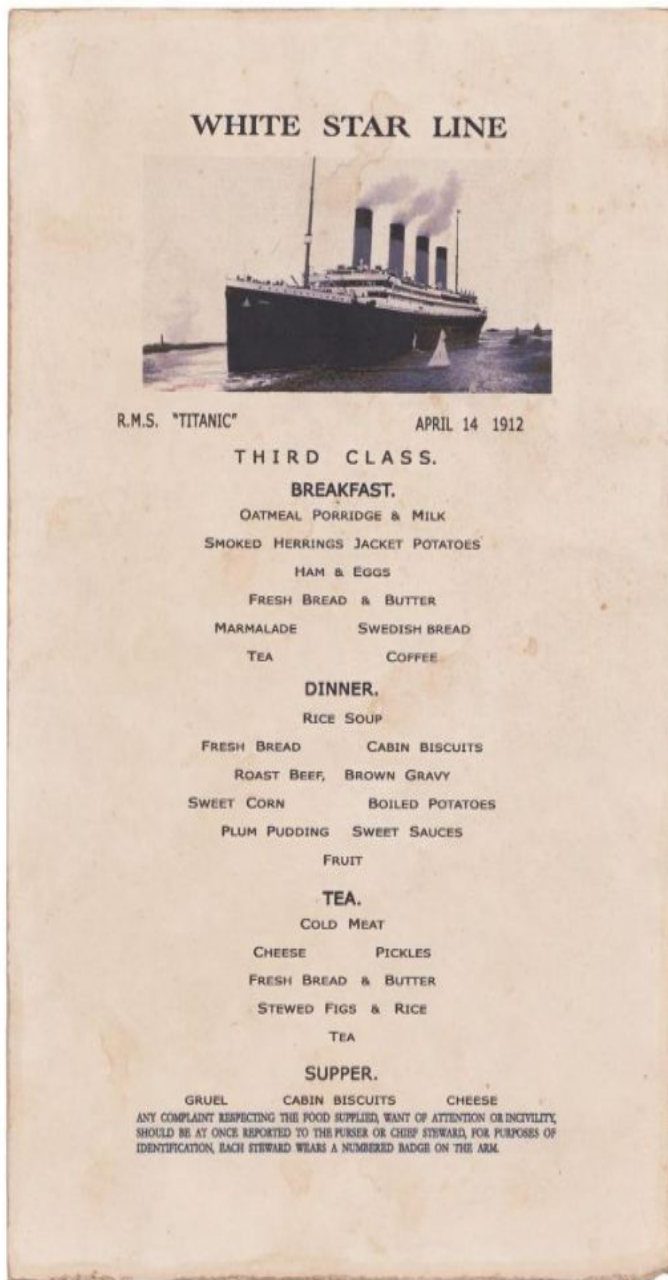 WHITE STAR LINE
R.M.S. "TITANIC" APRIL 14 1912
THIRD CLASS.
BREAKFAST.
OATMEAL PORRIDGE & MILK
SMOKED HERRINGS JACKET POTATOES
HAM & EGGS
FRESH BREAD & BUTTER
MARMALADE SWEDISH BREAD
TEA COFFEE
DINNER.
RICE SOUP
FRESH BREAD CABIN BISCUITS
ROAST BEEF, BROWN GRAVY
SWEET CORN BOILED POTATOES
PLUM PUDDING SWEET SAUCES
FRUIT
TEA.
COLD MEAT
CHEESE PICKLES
FRESH BREAD & BUTTER
STEWED FIGS & RICE
TEA
SUPPER.
GRUEL CABIN BISCUITS CHEESE
ANY COMPLAINT RESPECTING THE FOOD SUPPLIED, WANT OF ATTENTION OR INCIVILITY,
SHOULD BE AT ONCE REPORTED TO THE PURSER OR CHIEF STEWARD, FOR PURPOSES OF
IDENTIFICATION, EACH STEWARD WEARS A NUMBERED BADGE ON THE ARM.